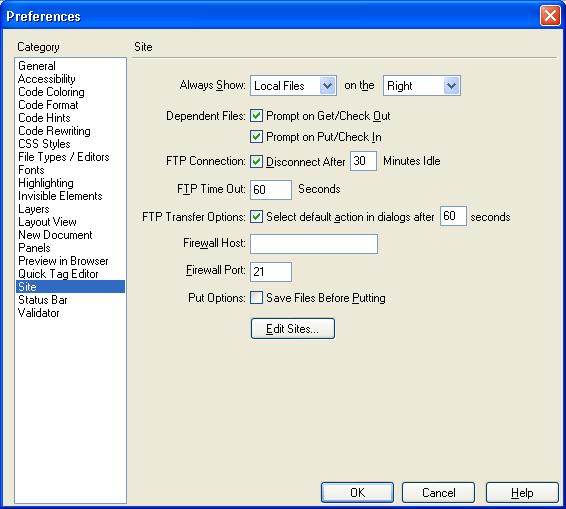 Preferences
Category
General
Accessibility
Code Coloring
Code Format
Code Hints
Code Rewriting
CSS Styles
File Types / Editors
Fonts
Highlighting
Invisible Elements
Layers
Layout View
New Document
Panels
Preview in Browser
Quick Tag Editor
Site
Status Bar
Validator
Site
Always Show: Local Files on the Right
Dependent Files: Prompt on Get/Check Out
Prompt on Put/Check In
FTP Connection: Disconnect After 30 Minutes Idle
FTP Time Out: 60 Seconds
FTP Transfer Options: Select default action in dialogs after 60 seconds
Firewall Host:
Firewall Port: 21
Put Options: Save Files Before Putting
Edit Sites...
OK Cancel Help